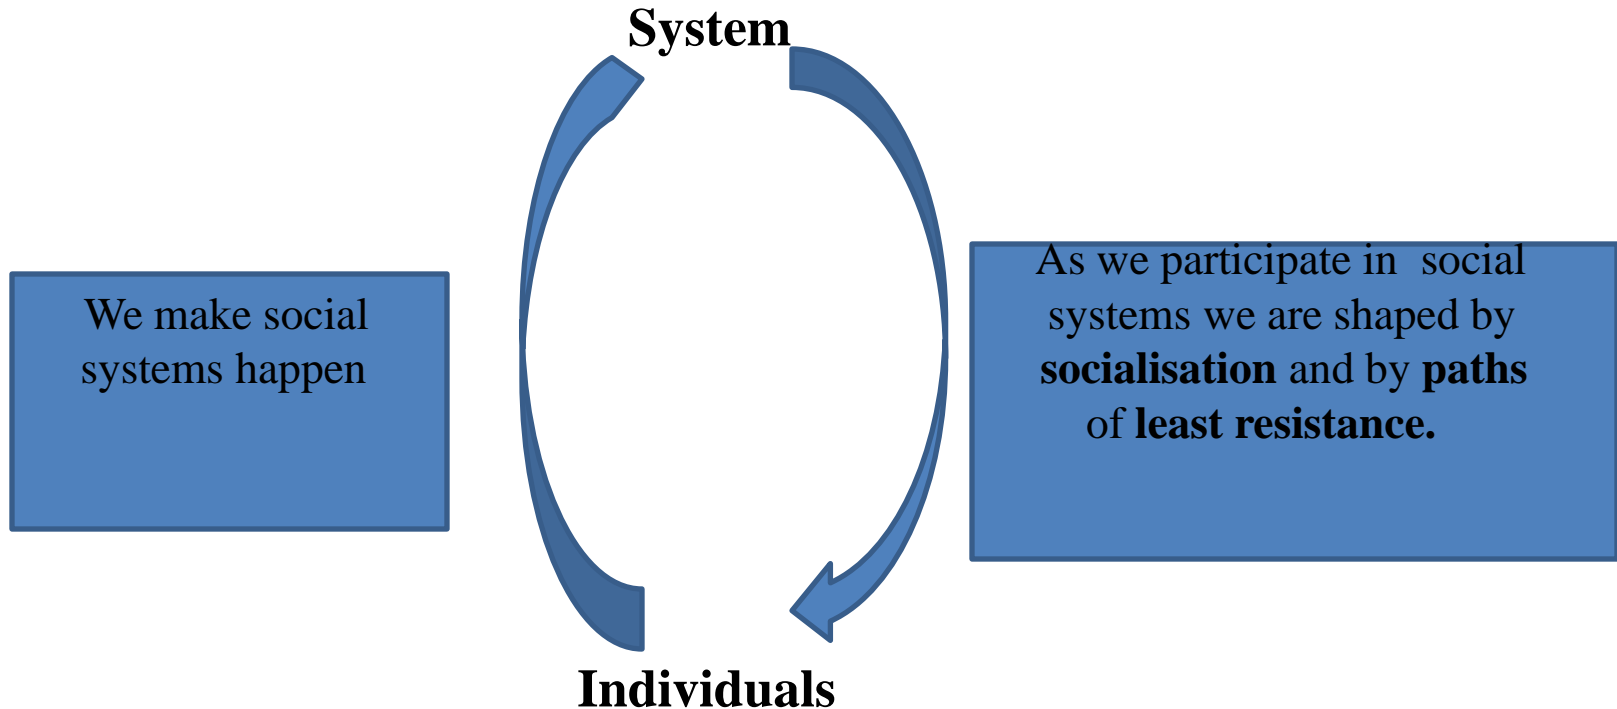 System
We make social
systems happen
As we participate in social
systems we are shaped by
socialisation and by paths
of least resistance.
Individuals